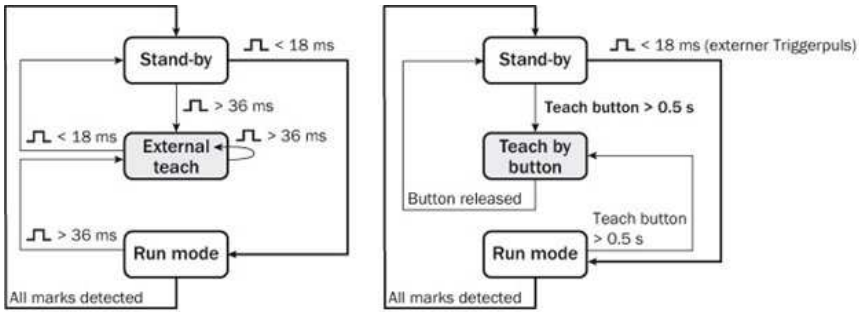 Stand-by
< 18 ms
> 36 ms
< 18 ms
> 36 ms
External
teach
> 36 ms
Run mode
All marks detected
Stand-by
< 18 ms (externer Triggerpuls)
Teach button > 0.5 s
Teach by
button
Button released
Teach button
> 0.5 s
Run mode
All marks detected